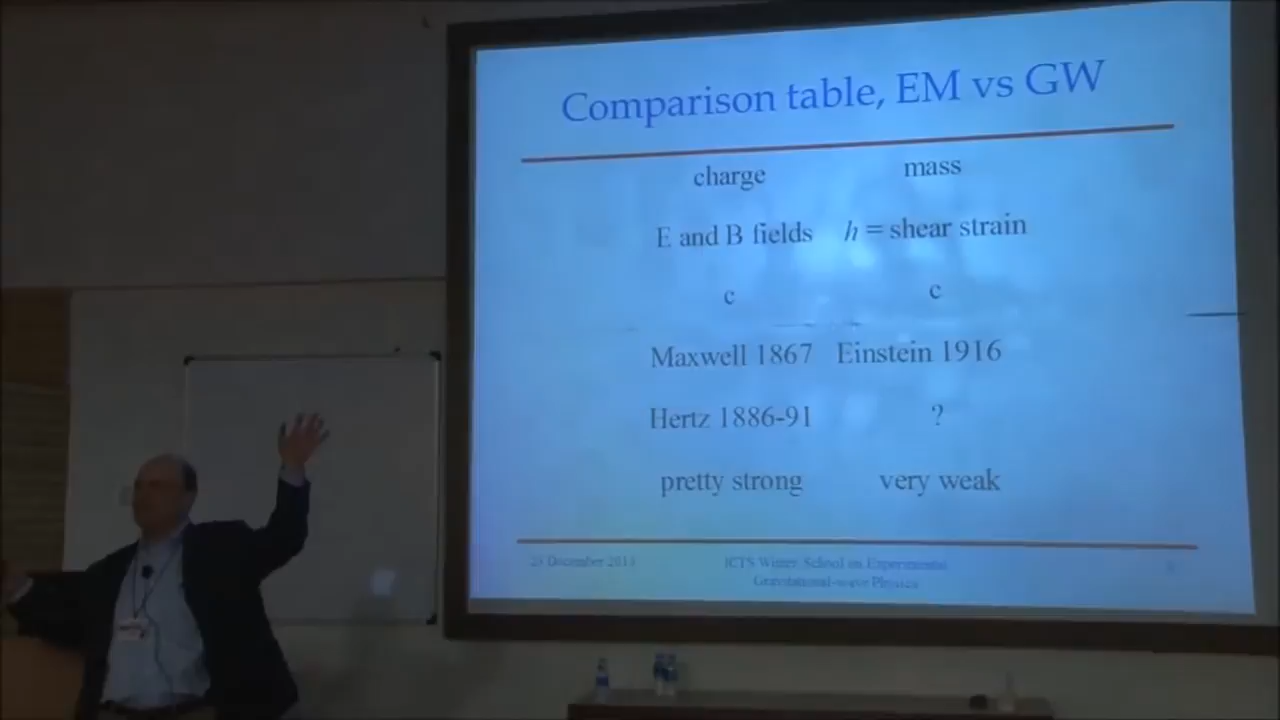 Comparison table, EM vs GW
charge mass
E and B fields h = shear strain
c c
Maxwell 1867 Einstein 1916
Hertz 1886-91 ?
pretty strong very weak
23 December 2013 ICTS Winter School on Experimental
Gravitational-wave Physics